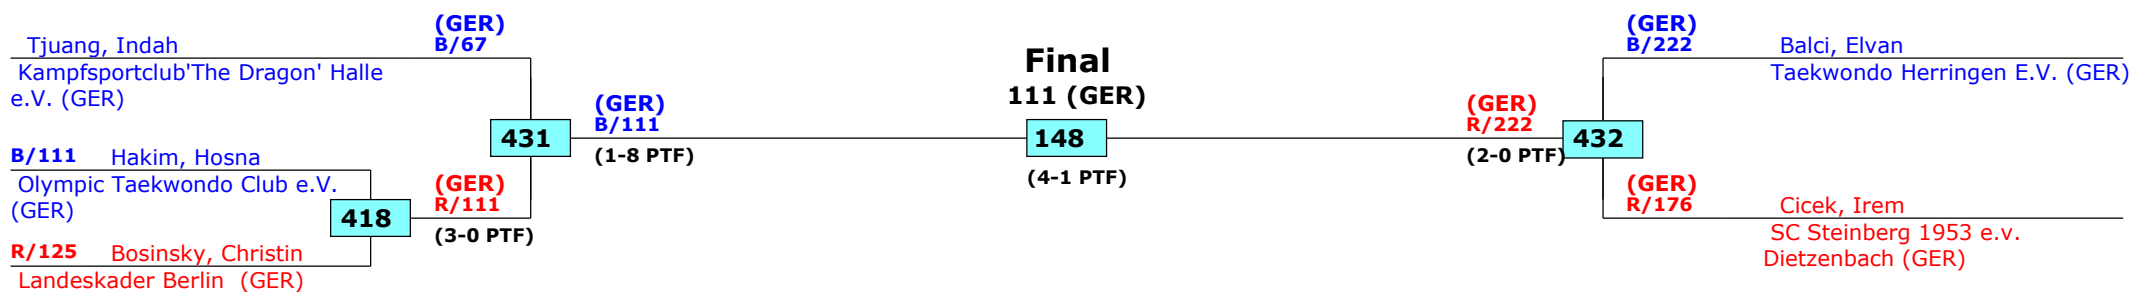 (GER)
B/67
Tjuang, Indah
Kampfsportclub'The Dragon' Halle
e.V. (GER)
B/111 Hakim, Hosna
Olympic Taekwondo Club e.V.
(GER)
R/125 Bosinsky, Christin
Landeskader Berlin (GER)
418
(GER)
R/111
(3-0 PTF)
431
(GER)
B/111
(1-8 PTF)
Final
111 (GER)
148
(4-1 PTF)
(GER)
R/222
(2-0 PTF)
432
(GER)
B/222
Balci, Elvan
Taekwondo Herringen E.V. (GER)
(GER)
R/176
Cicek, Irem
SC Steinberg 1953 e.v.
Dietzenbach (GER)